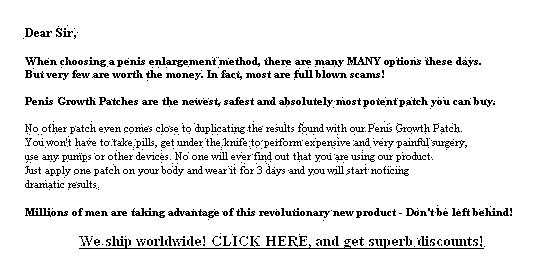 Dear Sir,
When choosing a penis enlargement method, there are many MANY options these days.
But very few are worth the money. In fact, most are full blown scams!
Penis Growth Patches are the newest, safest and absolutely most potent patch you can buy.
No other patch even comes close to duplicating the results found with our Penis Growth Patch.
You won't have to take pills, get under the knife to perform expensive and very painful surgery,
use any pumps or other devices. No one will ever find out that you are using our product.
Just apply one patch on your body and wear it for 3 days and you will start noticing
dramatic results.
Millions of men are taking advantage of this revolutionary new product - Don't be left behind!
We ship worldwide! CLICK HERE, and get superb discounts!